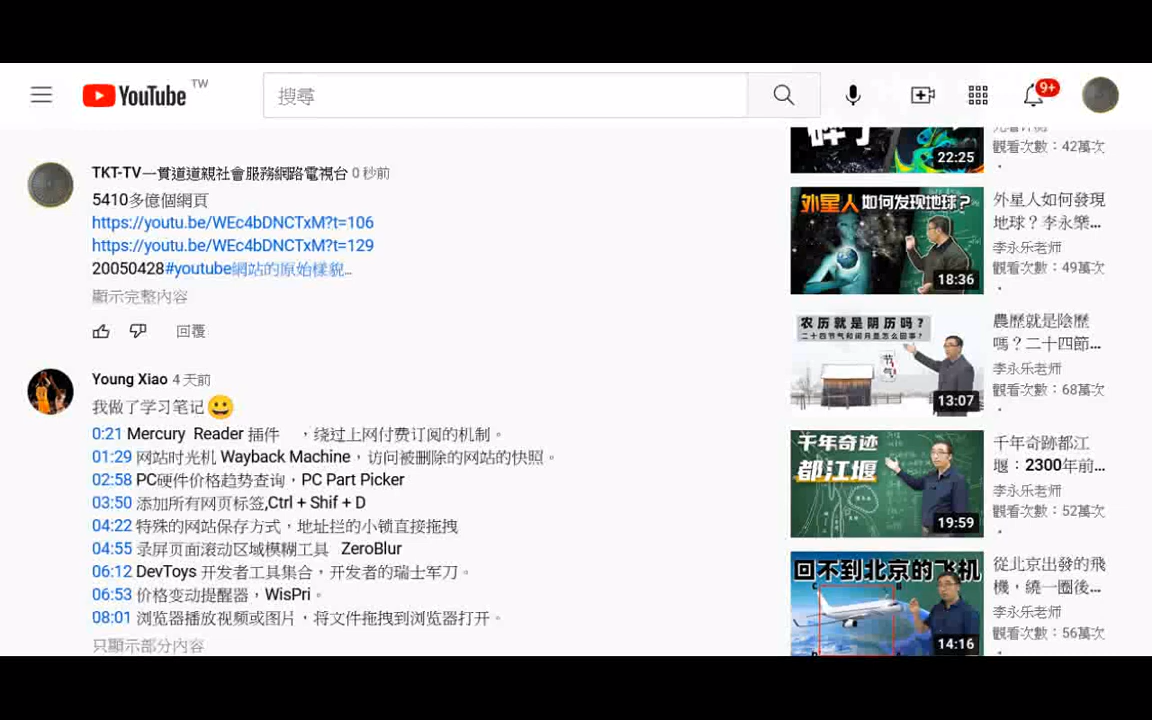 YouTube TW
搜尋
9+
TKT-TV一貫道道親社會服務網路電視台 0 秒前
5410多億個網頁
https://youtu.be/WEc4bDNCTxM?t=106
https://youtu.be/WEc4bDNCTxM?t=129
20050428#youtube網站的原始樣貌...
顯示完整內容
回覆
Young Xiao 4 天前
我做了学习笔记😀
0:21 Mercury Reader 插件 ，绕过上网付费订阅的机制。
01:29 网站时光机 Wayback Machine，访问被删除的网站的快照。
02:58 PC硬件价格趋势查询，PC Part Picker
03:50 添加所有网页标签,Ctrl + Shif + D
04:22 特殊的网站保存方式，地址拦的小锁直接拖拽
04:55 录屏页面滚动区域模糊工具 ZeroBlur
06:12 DevToys 开发者工具集合，开发者的瑞士军刀。
06:53 价格变动提醒器，WisPri。
08:01 浏览器播放视频或图片，将文件拖拽到浏览器打开。
只顯示部分內容
22:25
觀看次數：42萬次
外星人 如何发现地球？
18:36
外星人如何發現
地球？李永樂...
李永乐老师
觀看次數：49萬次
农历就是阴历吗？
二十四节气和闰月是怎么回事？
节气
13:07
農歷就是陰歷
嗎？二十四節...
李永乐老师
觀看次數：68萬次
千年奇迹
都江堰
19:59
千年奇跡都江
堰：2300年前...
李永乐老师
觀看次數：52萬次
回不到北京的飞机
14:16
從北京出發的飛
機，繞一圈後...
李永乐老师
觀看次數：56萬次